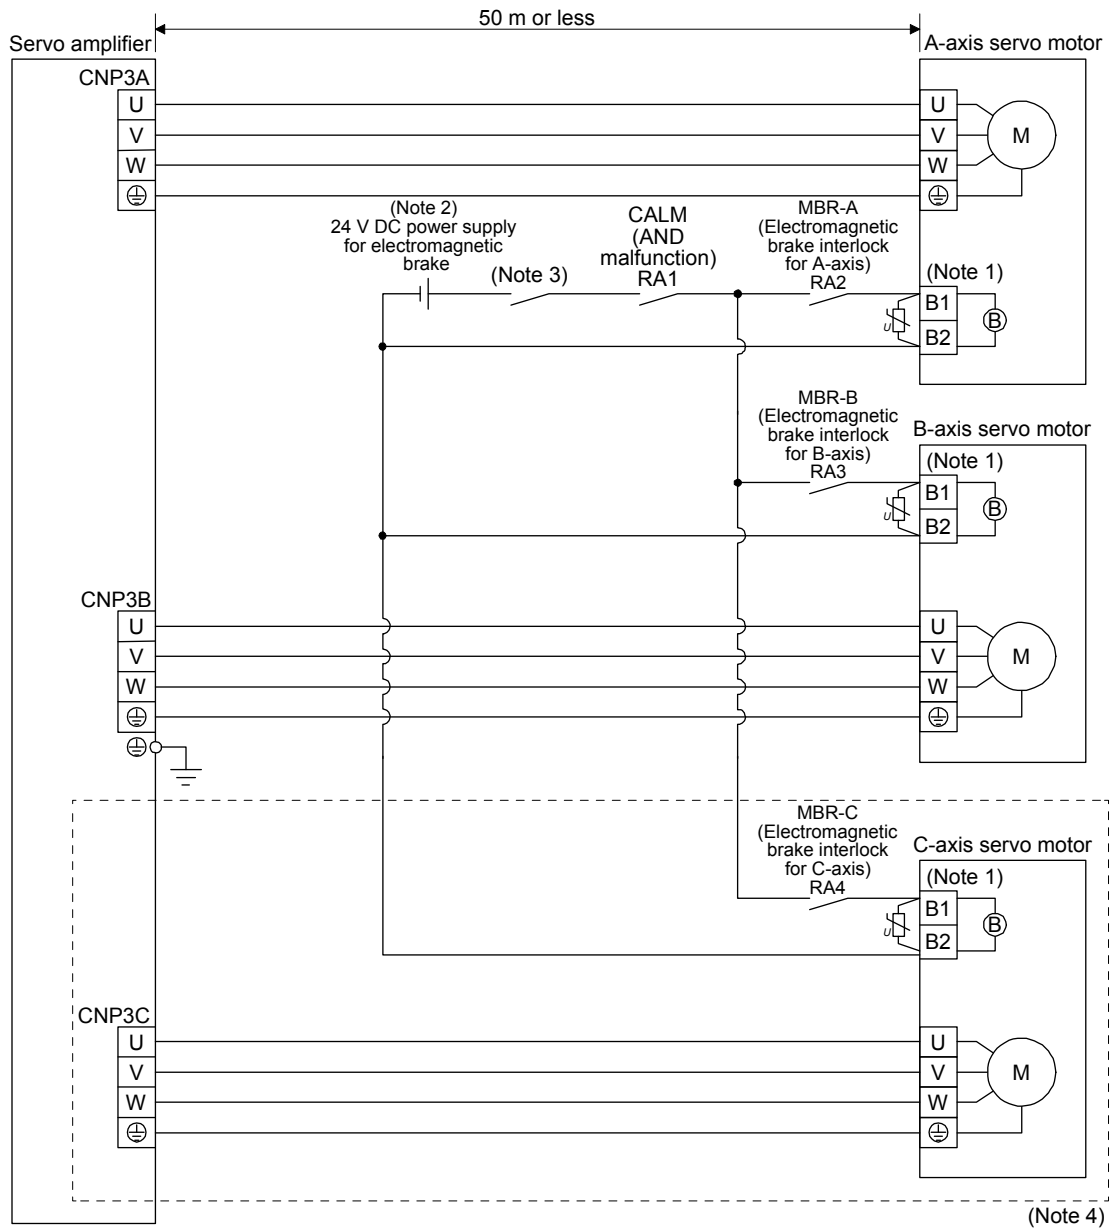 50 m or less
Servo amplifier
A-axis servo motor
CNP3A
U
V
W
U
V
W
M
(Note 2)
24 V DC power supply
for electromagnetic
brake
(Note 3)
CALM
(AND
malfunction)
RA1
MBR-A
(Electromagnetic
brake interlock
for A-axis)
RA2
(Note 1)
U
B1
B2
B
MBR-B
(Electromagnetic
brake interlock
for B-axis)
RA3
B-axis servo motor
(Note 1)
U
B1
B2
B
CNP3B
U
V
W
U
V
W
M
MBR-C
(Electromagnetic
brake interlock
for C-axis)
RA4
C-axis servo motor
(Note 1)
U
B1
B2
B
CNP3C
U
V
W
U
V
W
M
(Note 4)